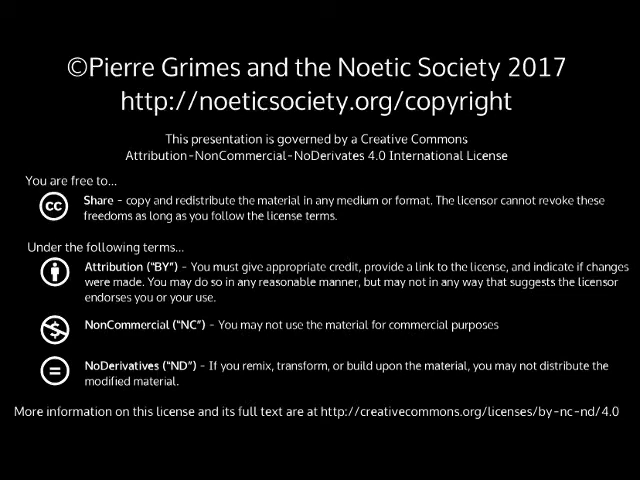 ©Pierre Grimes and the Noetic Society 2017
http://noeticsociety.org/copyright
This presentation is governed by a Creative Commons
Attribution-NonCommercial-NoDerivates 4.0 International License
You are free to...
cc
Share - copy and redistribute the material in any medium or format. The licensor cannot revoke these
freedoms as long as you follow the license terms.
Under the following terms...
Attribution ("BY") - You must give appropriate credit, provide a link to the license, and indicate if changes
were made. You may do so in any reasonable manner, but may not in any way that suggests the licensor
endorses you or your use.
NonCommercial ("NC") - You may not use the material for commercial purposes
NoDerivatives ("ND") - If you remix, transform, or build upon the material, you may not distribute the
modified material.
More information on this license and its full text are at http://creativecommons.org/licenses/by-nc-nd/4.0